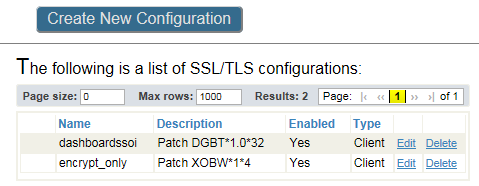 Create New Configuration
The following is a list of SSL/TLS configurations:
Page size: 0 Max rows: 1000 Results: 2 Page: |‹ ‹‹ 1 ›› ›| of 1
Name Description Enabled Type
dashboardssoi Patch DGBT*1.0*32 Yes Client Edit Delete
encrypt_only Patch XOBW*1*4 Yes Client Edit Delete